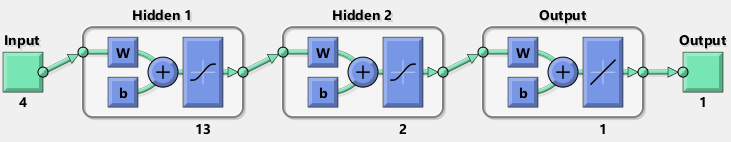 Hidden 1 Hidden 2 Output
Input Output
W W W
b b b
4 1
13 2 1